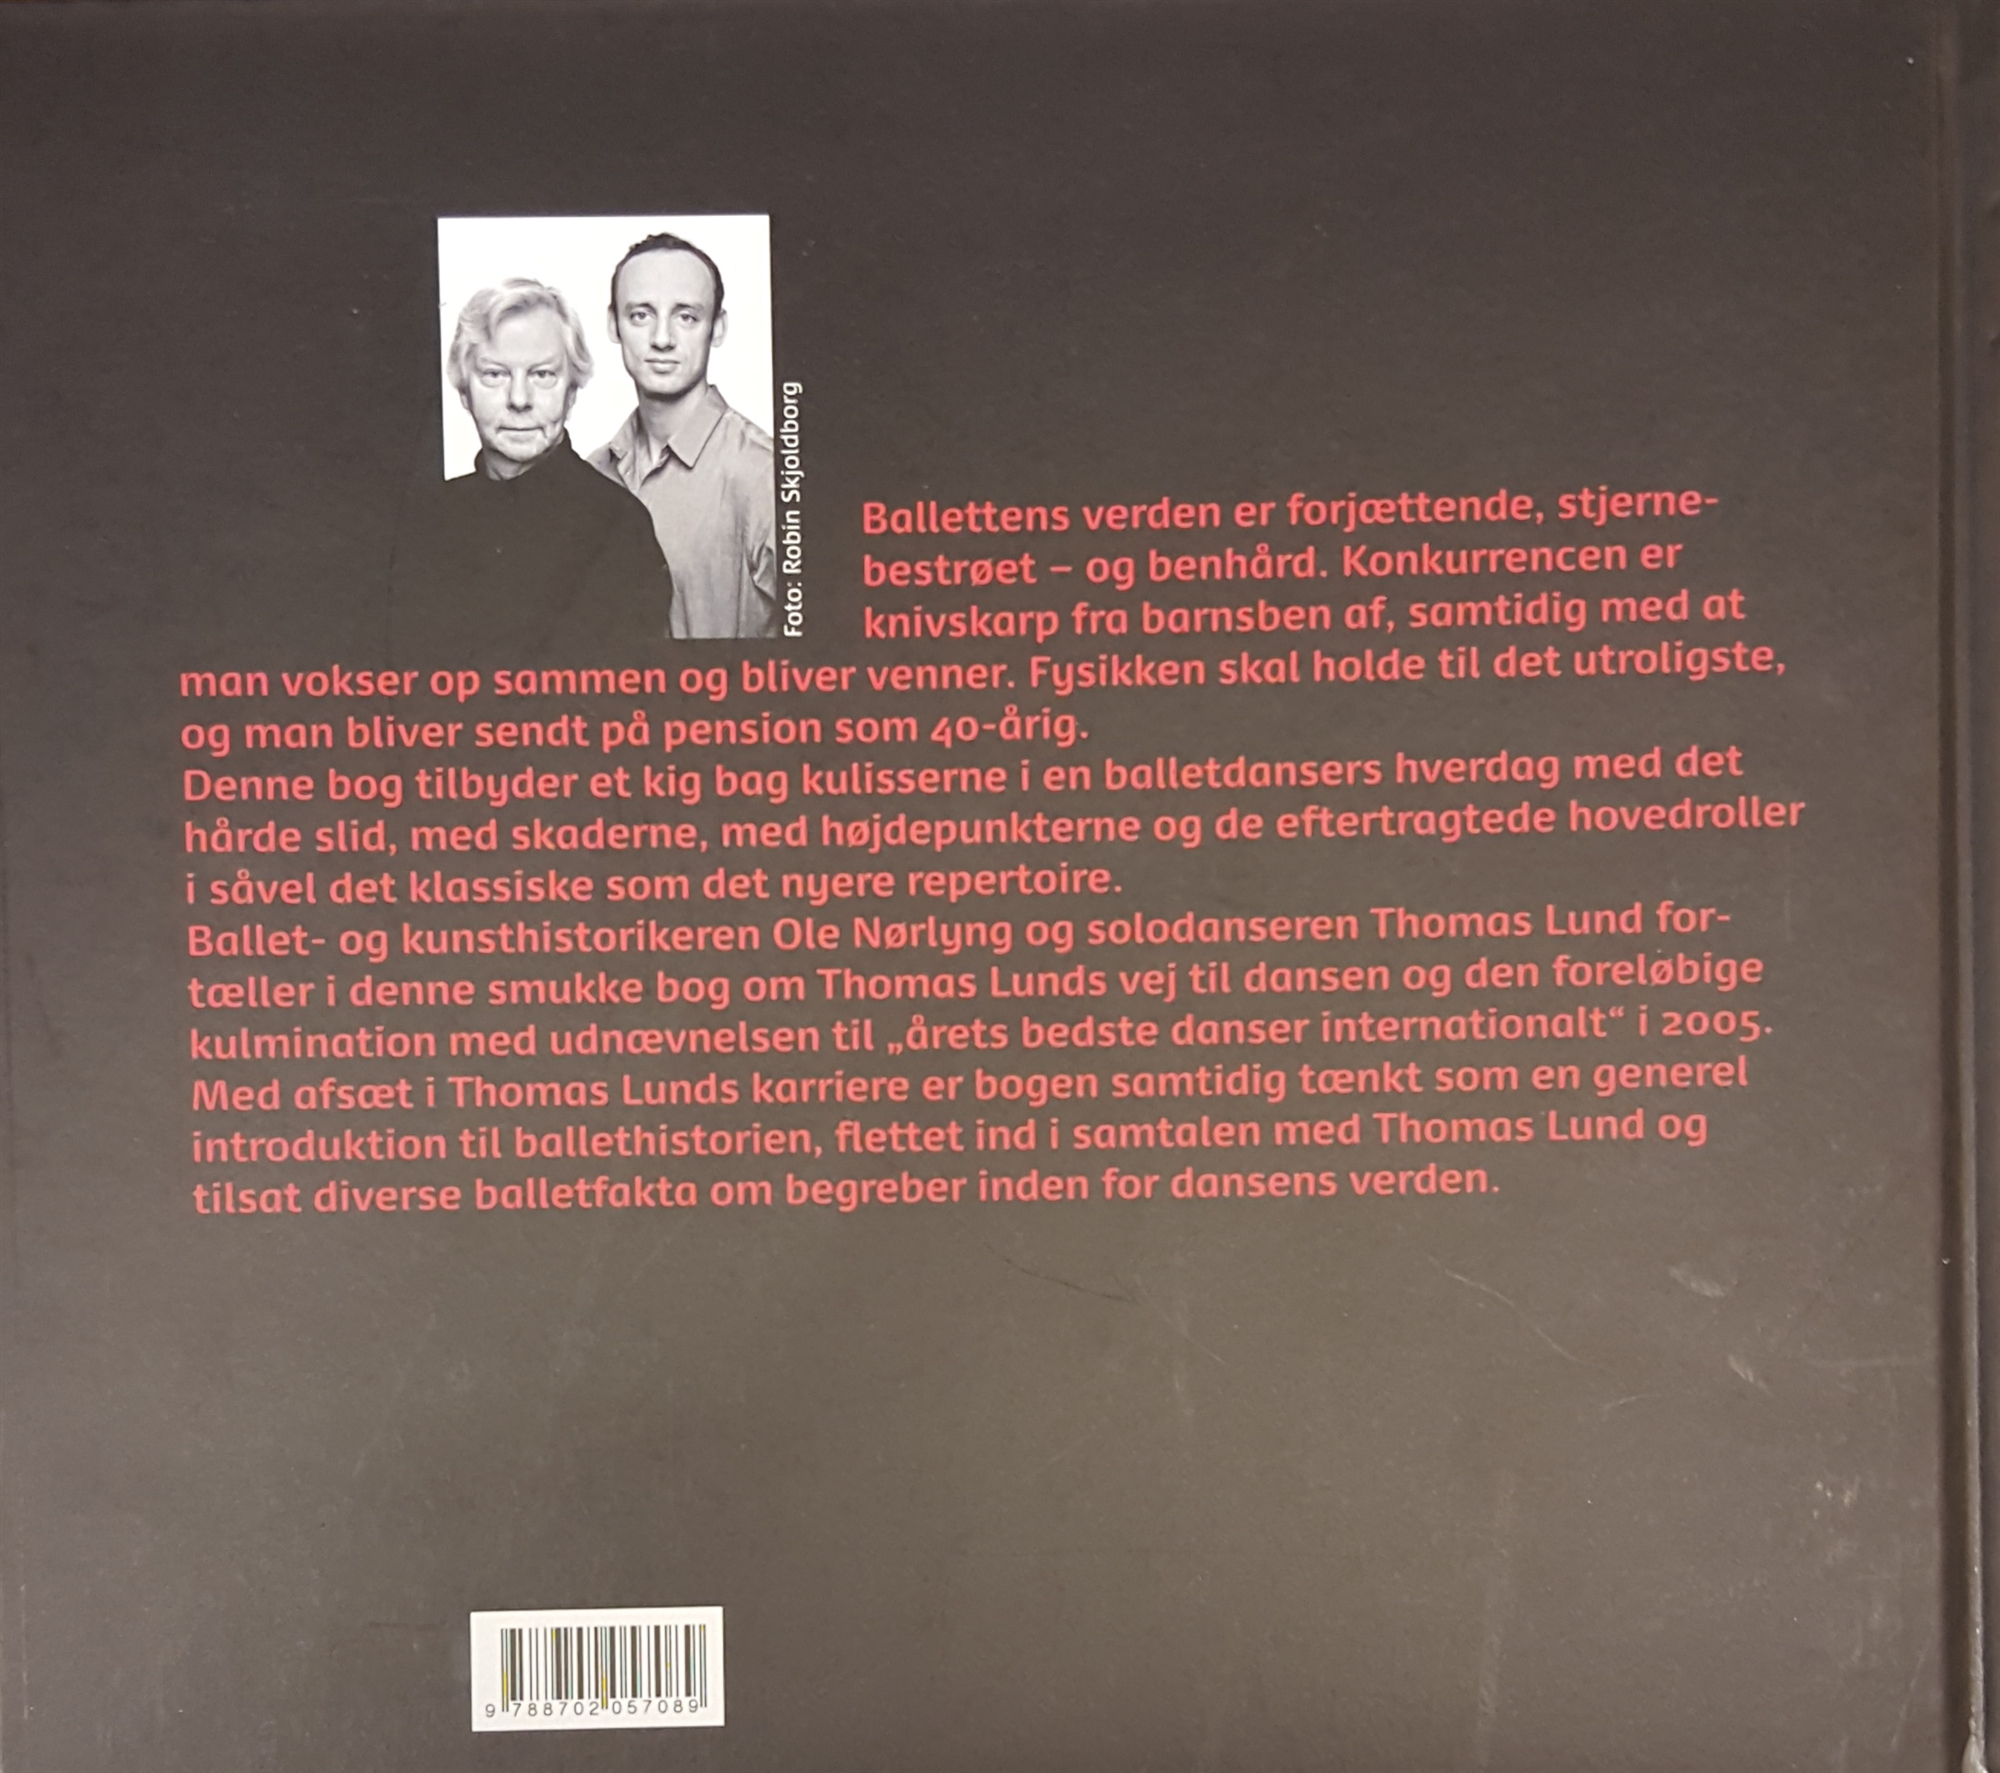 Foto: Robin Skjoldborg
Ballettens verden er forjættende, stjerne-
bestrøet – og benhård. Konkurrencen er
knivskarp fra barnsben af, samtidig med at
man vokser op sammen og bliver venner. Fysikken skal holde til det utroligste,
og man bliver sendt på pension som 40-årig.
Denne bog tilbyder et kig bag kulisserne i en balletdansers hverdag med det
hårde slid, med skaderne, med højdepunkterne og de eftertragtede hovedroller
i såvel det klassiske som det nyere repertoire.
Ballet- og kunsthistorikeren Ole Nørlyng og solodanseren Thomas Lund for-
tæller i denne smukke bog om Thomas Lunds vej til dansen og den foreløbige
kulmination med udnævnelsen til „årets bedste danser internationalt“ i 2005.
Med afsæt i Thomas Lunds karriere er bogen samtidig tænkt som en generel
introduktion til ballethistorien, flettet ind i samtalen med Thomas Lund og
tilsat diverse balletfakta om begreber inden for dansens verden.
9 788702 057089